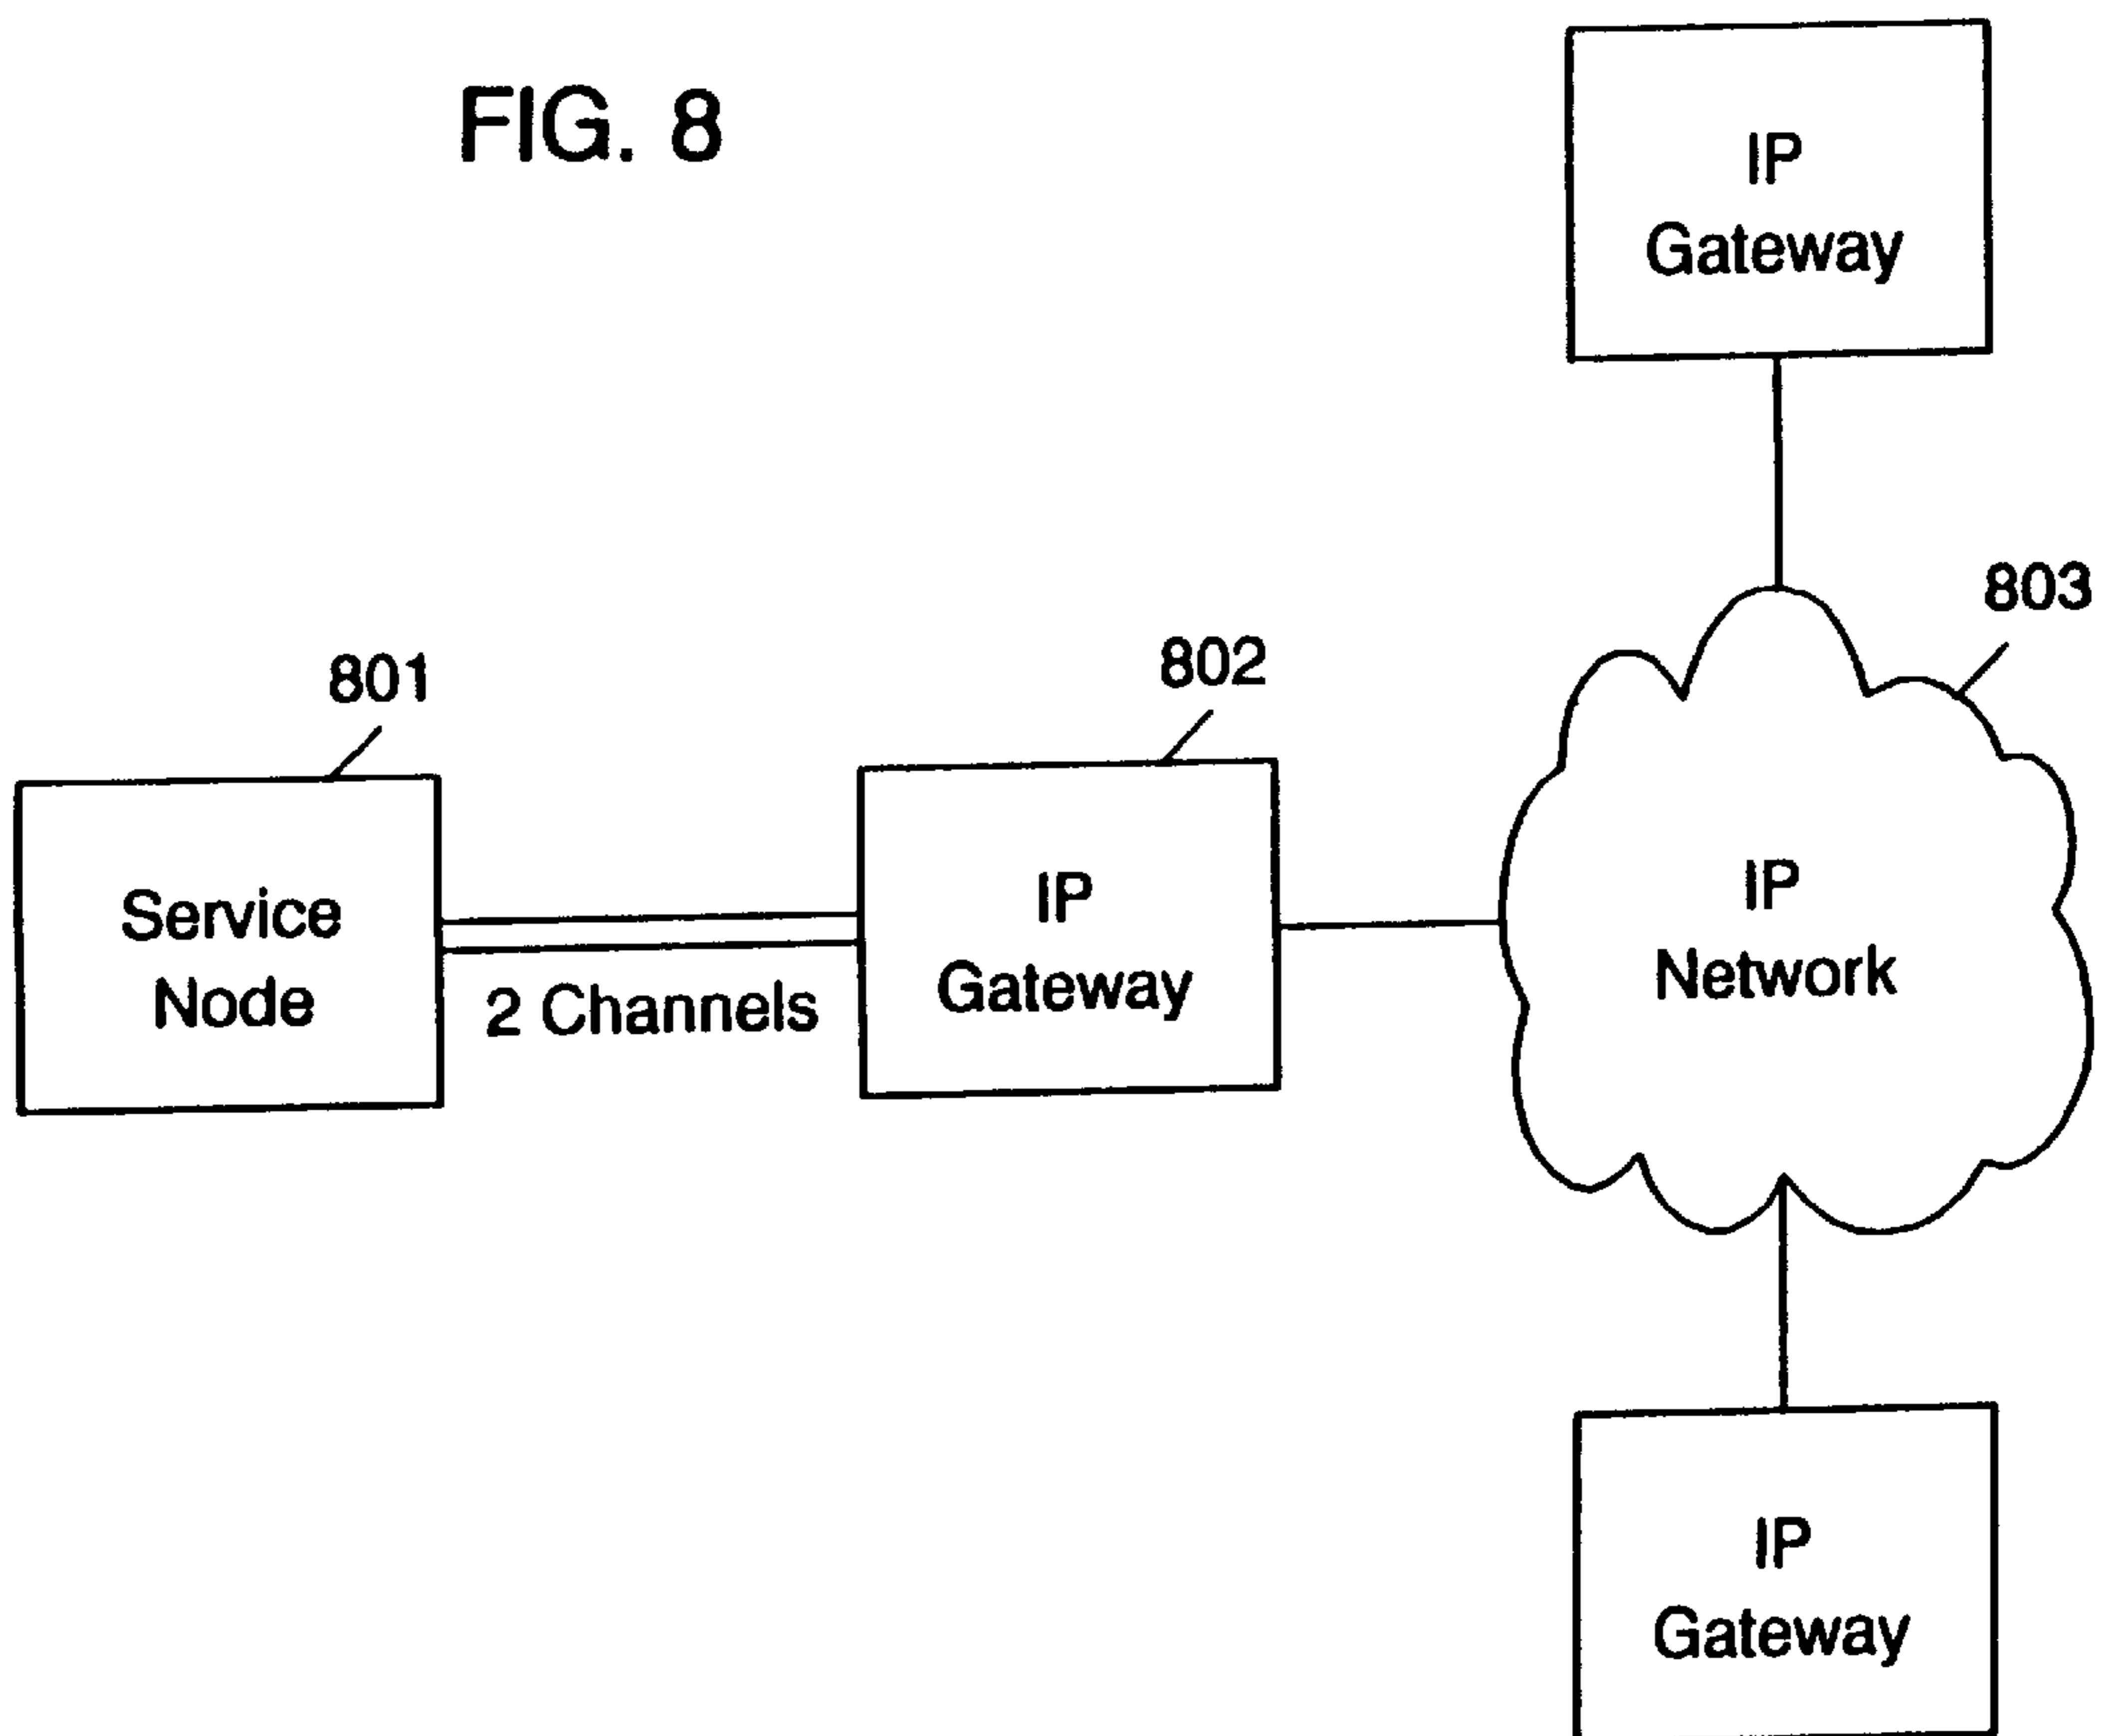 FIG. 8
IP
Gateway
803
801
802
Service
Node
2 Channels
IP
Gateway
IP
Network
IP
Gateway